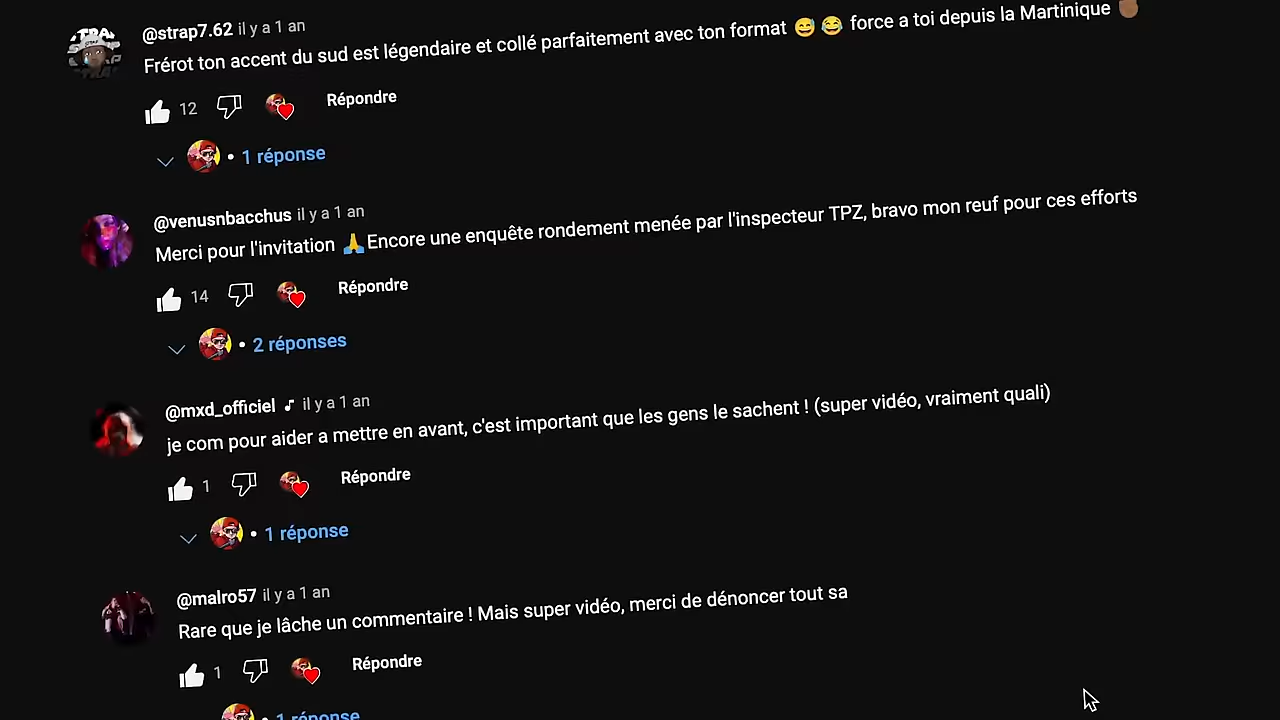 @strap7.62 il y a 1 an
Frérot ton accent du sud est légendaire et collé parfaitement avec ton format 😅 😂 force a toi depuis la Martinique ✊🏾
12 Répondre
• 1 réponse
@venusnbacchus il y a 1 an
Merci pour l'invitation 🙏 Encore une enquête rondement menée par l'inspecteur TPZ, bravo mon reuf pour ces efforts
14 Répondre
• 2 réponses
@mxd_officiel ♪ il y a 1 an
je com pour aider a mettre en avant, c'est important que les gens le sachent ! (super vidéo, vraiment quali)
1 Répondre
• 1 réponse
@malro57 il y a 1 an
Rare que je lâche un commentaire ! Mais super vidéo, merci de dénoncer tout sa
1 Répondre
• 1 réponse